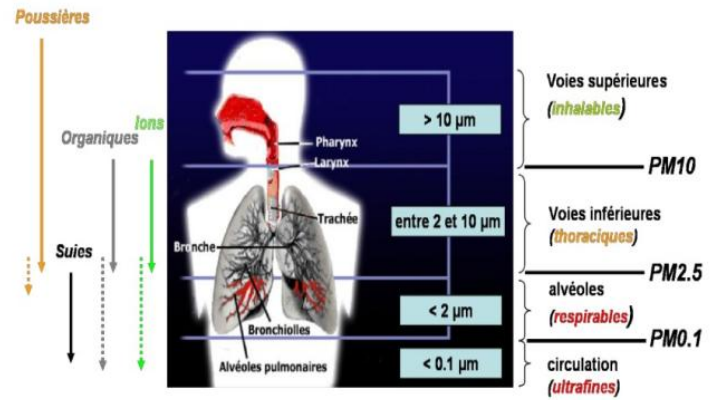 Poussières
Organiques
Ions
Suies
Pharynx
Larynx
Trachée
Bronche
Bronchiolles
Alvéoles pulmonaires
> 10 µm
entre 2 et 10 µm
< 2 µm
< 0.1 µm
Voies supérieures
(inhalables)
PM10
Voies inférieures
(thoraciques)
PM2.5
alvéoles
(respirables)
PM0.1
circulation
(ultrafines)